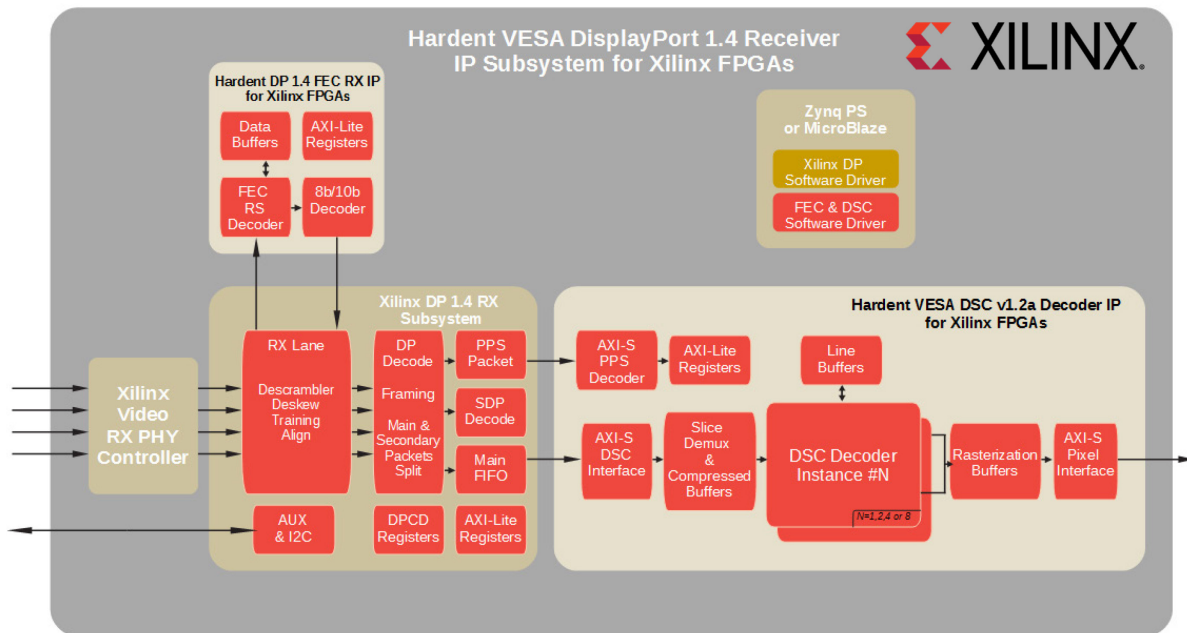 Hardent VESA DisplayPort 1.4 Receiver
IP Subsystem for Xilinx FPGAs
XILINX.
Hardent DP 1.4 FEC RX IP
for Xilinx FPGAs
Data
Buffers
AXI-Lite
Registers
FEC
RS
Decoder
8b/10b
Decoder
Zynq PS
or MicroBlaze
Xilinx DP
Software Driver
FEC & DSC
Software Driver
Xilinx
Video
RX PHY
Controller
Xilinx DP 1.4 RX
Subsystem
RX Lane
Descrambler
Deskew
Training
Align
DP
Decode
Framing
Main &
Secondary
Packets
Split
PPS
Packet
SDP
Decode
Main
FIFO
AUX
& I2C
DPCD
Registers
AXI-Lite
Registers
Hardent VESA DSC v1.2a Decoder IP
for Xilinx FPGAs
AXI-S
PPS
Decoder
AXI-Lite
Registers
Line
Buffers
AXI-S
DSC
Interface
Slice
Demux
&
Compressed
Buffers
DSC Decoder
Instance #N
N=1,2,4 or 8
Rasterization
Buffers
AXI-S
Pixel
Interface